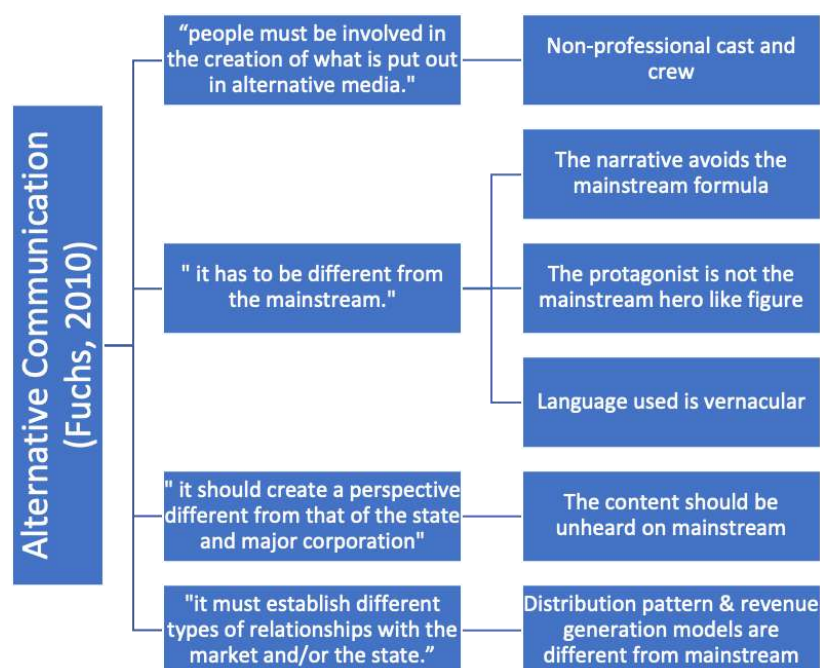 Alternative Communication
(Fuchs, 2010)
“people must be involved in
the creation of what is put out
in alternative media."
Non-professional cast and
crew
" it has to be different from
the mainstream."
The narrative avoids the
mainstream formula
The protagonist is not the
mainstream hero like figure
Language used is vernacular
" it should create a perspective
different from that of the state
and major corporation"
The content should be
unheard on mainstream
"it must establish different
types of relationships with the
market and/or the state.”
Distribution pattern & revenue
generation models are
different from mainstream